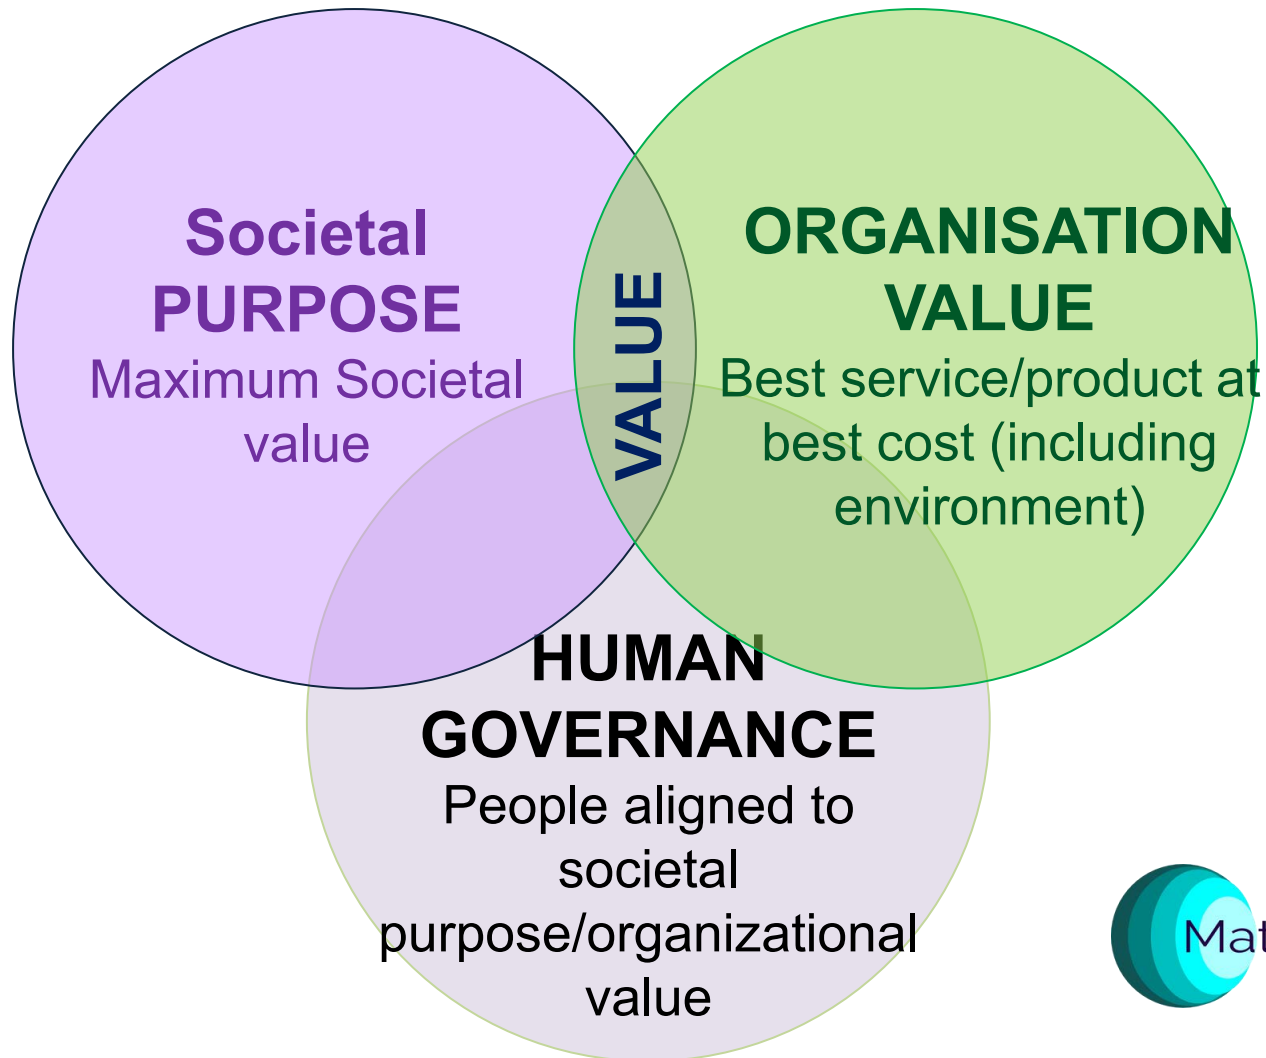 Societal
PURPOSE
Maximum Societal
value
VALUE
ORGANISATION
VALUE
Best service/product at
best cost (including
environment)
HUMAN
GOVERNANCE
People aligned to
societal
purpose/organizational
value
Mat